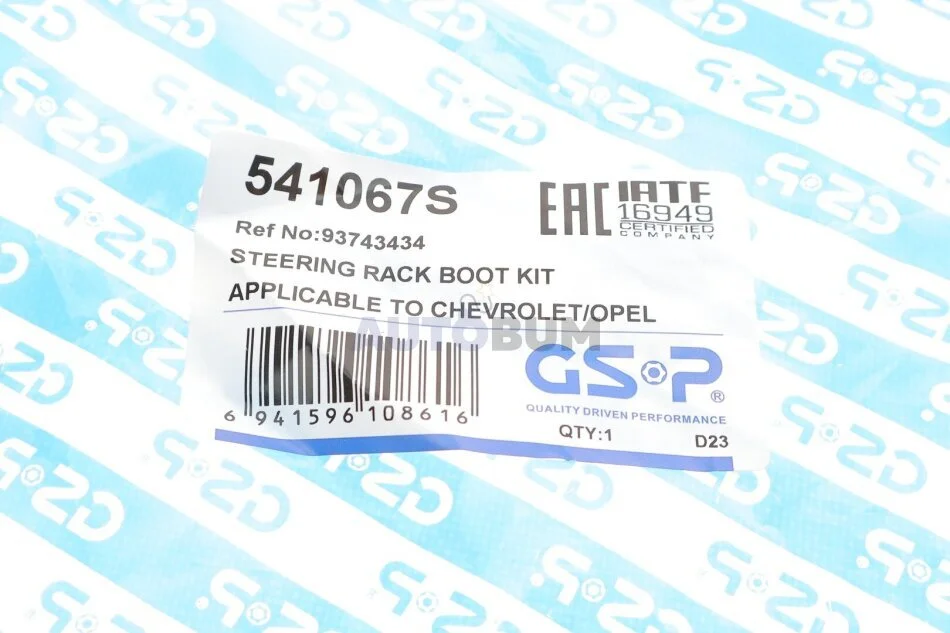 541067S
EAC
IATF
16949
CERTIFIED
COMPANY
Ref No:93743434
STEERING RACK BOOT KIT
APPLICABLE TO CHEVROLET/OPEL
AUTOBUM
GSP®
QUALITY DRIVEN PERFORMANCE
6 941596 108616
QTY:1
D23